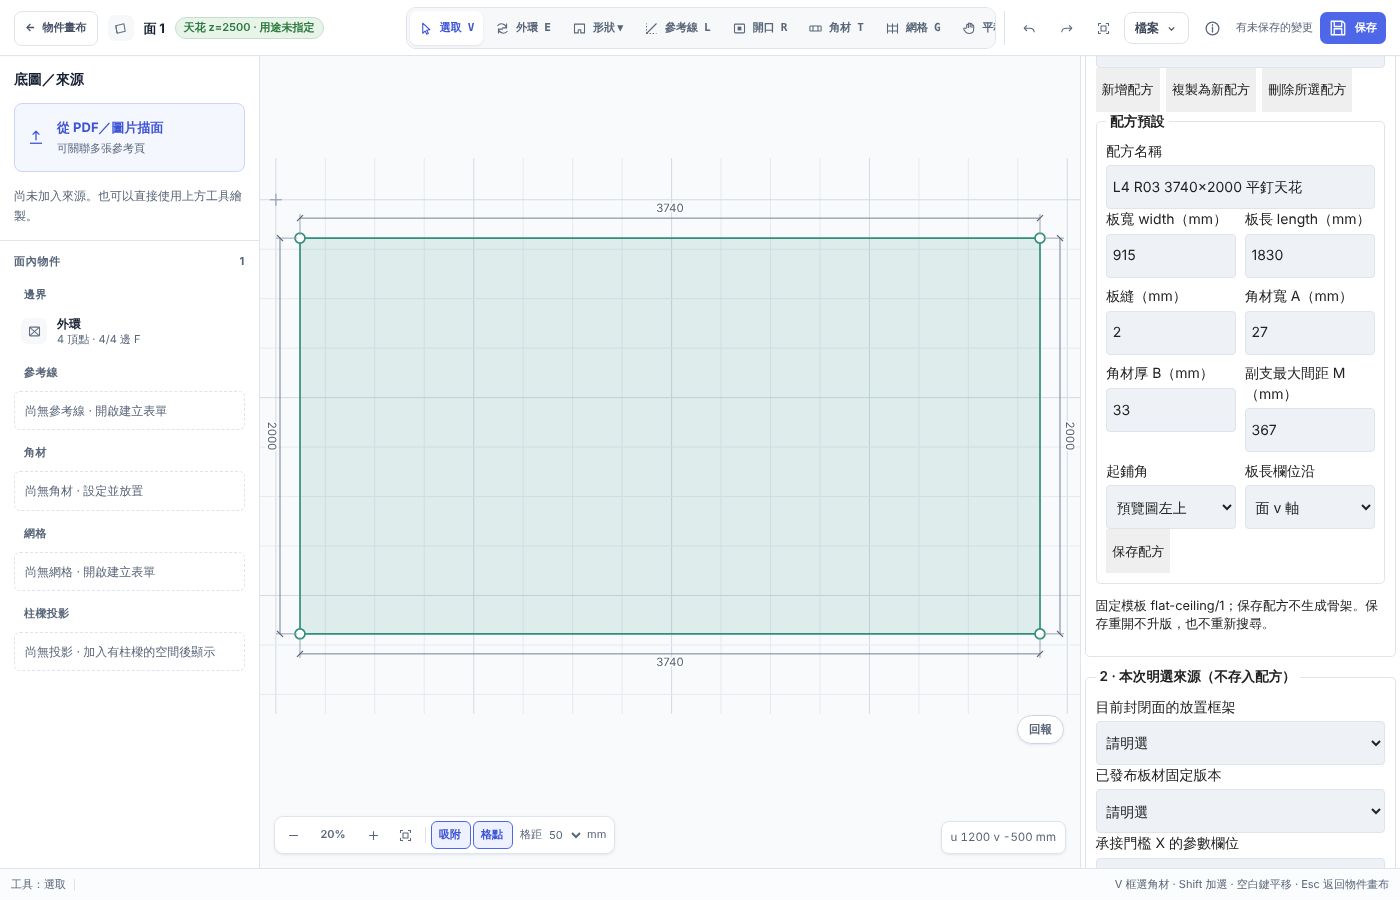 物件畫布
面 1
天花 z=2500 · 用途未指定
選取 V
外環 E
形狀▾
參考線 L
開口 R
角材 T
網格 G
檔案
有未保存的變更
保存
底圖／來源
從 PDF／圖片描面
可關聯多張參考頁
尚未加入來源。也可以直接使用上方工具繪
製。
面內物件
1
邊界
外環
4 頂點 · 4/4 邊 F
參考線
尚無參考線 · 開啟建立表單
角材
尚無角材 · 設定並放置
網格
尚無網格 · 開啟建立表單
柱樑投影
尚無投影 · 加入有柱樑的空間後顯示
3740
2000
2000
3740
回報
20%
吸附
格點
格距
50
mm
u 1200 v -500 mm
新增配方
複製為新配方
刪除所選配方
配方預設
配方名稱
L4 R03 3740×2000 平釘天花
板寬 width（mm）
板長 length（mm）
915
1830
板縫（mm）
角材寬 A（mm）
2
27
角材厚 B（mm）
副支最大間距 M
（mm）
33
367
起鋪角
板長欄位沿
預覽圖左上
面 v 軸
保存配方
固定模板 flat-ceiling/1；保存配方不生成骨架。保
存重開不升版，也不重新搜尋。
2 · 本次明選來源（不存入配方）
目前封閉面的放置框架
請明選
已發布板材固定版本
請明選
承接門檻 X 的參數欄位
工具：選取
V 框選角材 · Shift 加選 · 空白鍵平移 · Esc 返回物件畫布